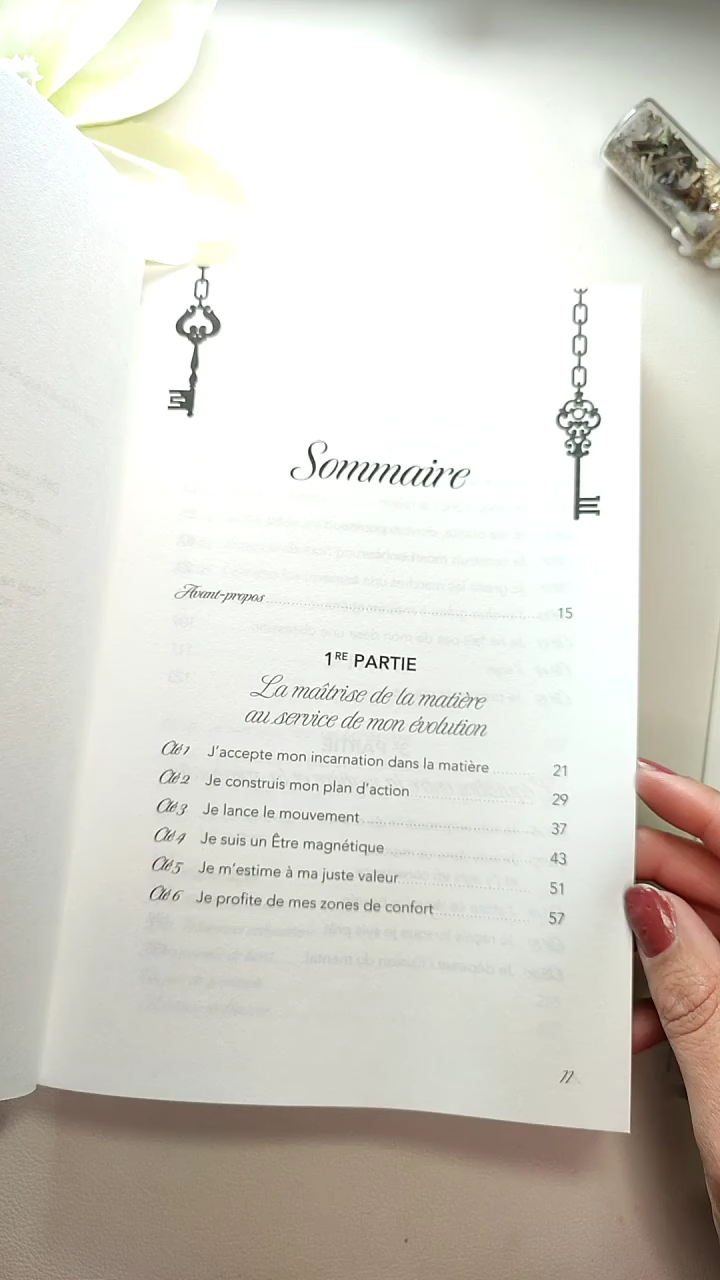 Sommaire
Avant-propos 15
1RE PARTIE
La maîtrise de la matière
au service de mon évolution
Clé 1 J'accepte mon incarnation dans la matière 21
Clé 2 Je construis mon plan d'action 29
Clé 3 Je lance le mouvement 37
Clé 4 Je suis un Être magnétique 43
Clé 5 Je m'estime à ma juste valeur 51
Clé 6 Je profite de mes zones de confort 57
11